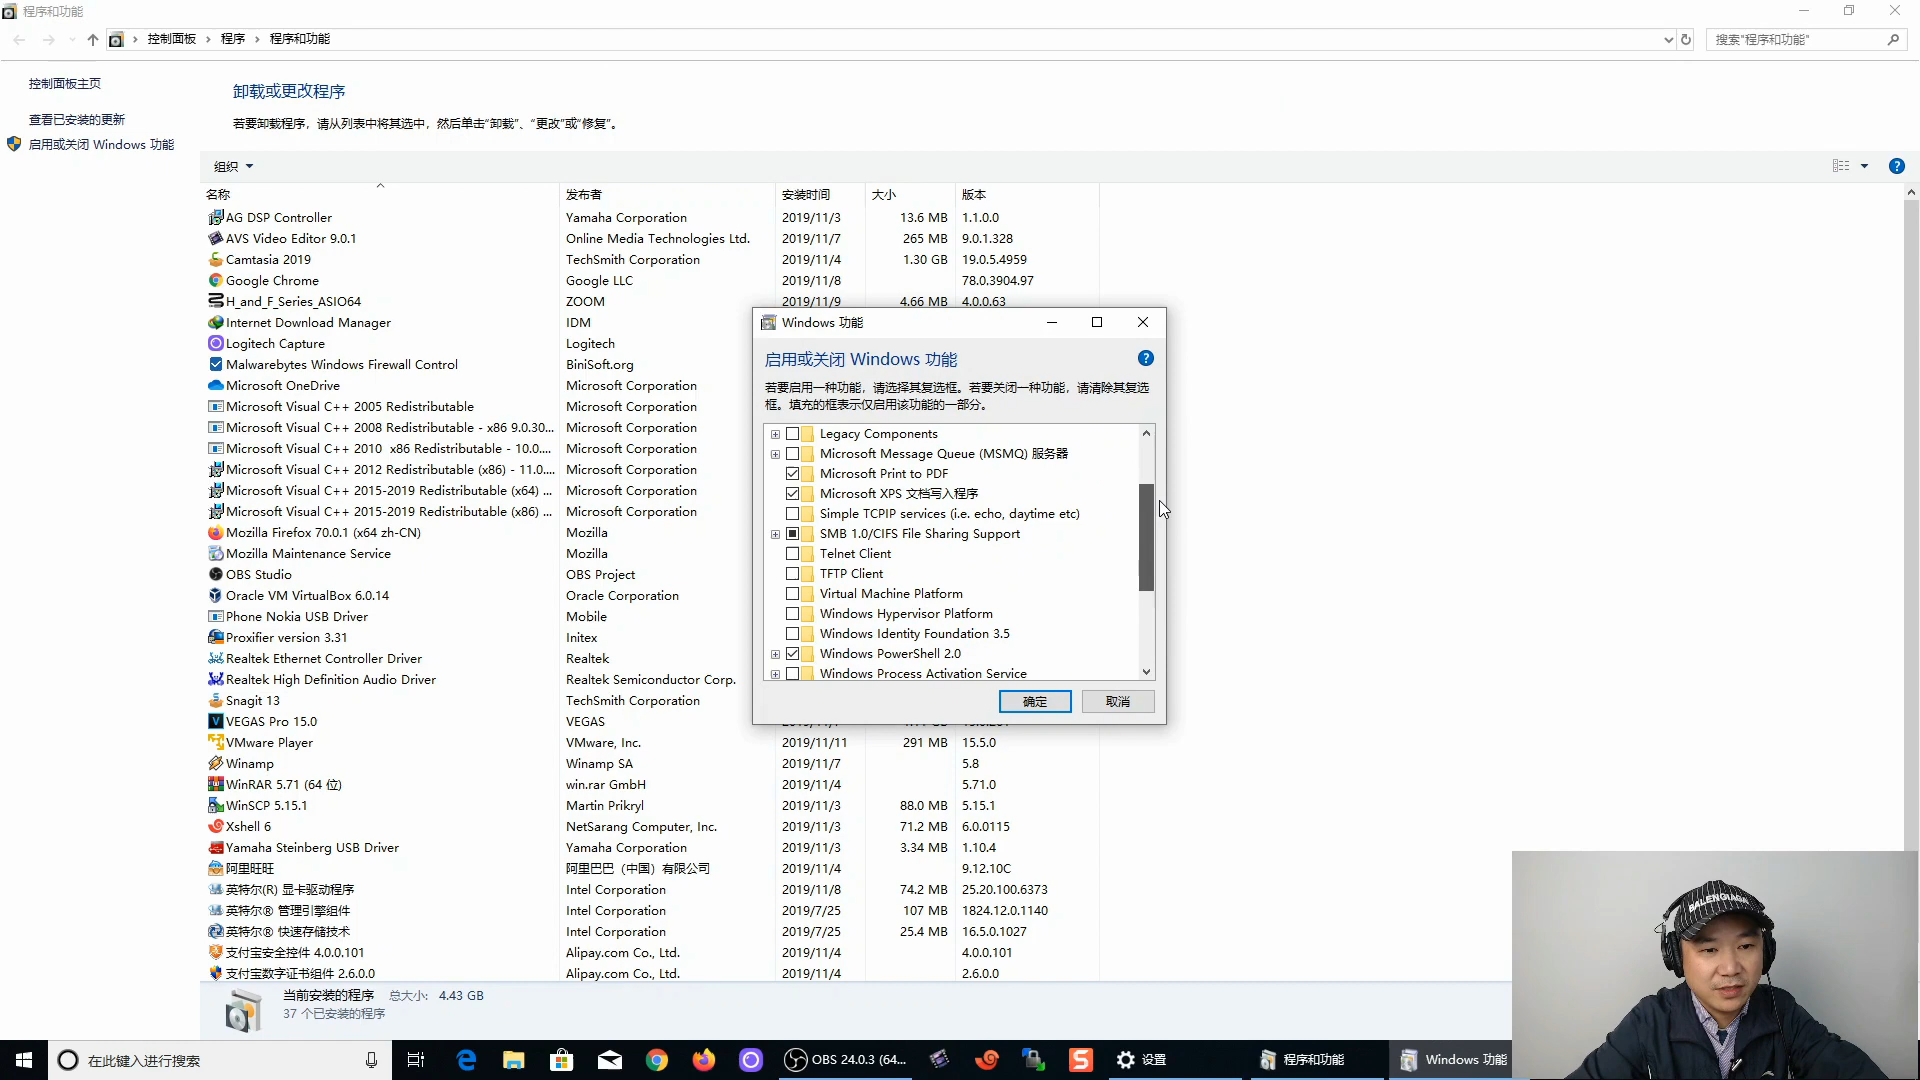 程序和功能
控制面板 › 程序 › 程序和功能
搜索"程序和功能"
控制面板主页
查看已安装的更新
启用或关闭 Windows 功能
卸载或更改程序
若要卸载程序，请从列表中将其选中，然后单击“卸载”、“更改”或“修复”。
组织
名称 发布者 安装时间 大小 版本
AG DSP Controller Yamaha Corporation 2019/11/3 13.6 MB 1.1.0.0
AVS Video Editor 9.0.1 Online Media Technologies Ltd. 2019/11/7 265 MB 9.0.1.328
Camtasia 2019 TechSmith Corporation 2019/11/4 1.30 GB 19.0.5.4959
Google Chrome Google LLC 2019/11/8 78.0.3904.97
H_and_F_Series_ASIO64 ZOOM 2019/11/9 4.66 MB 4.0.0.63
Internet Download Manager IDM
Logitech Capture Logitech
Malwarebytes Windows Firewall Control BiniSoft.org
Microsoft OneDrive Microsoft Corporation
Microsoft Visual C++ 2005 Redistributable Microsoft Corporation
Microsoft Visual C++ 2008 Redistributable - x86 9.0.30... Microsoft Corporation
Microsoft Visual C++ 2010 x86 Redistributable - 10.0.... Microsoft Corporation
Microsoft Visual C++ 2012 Redistributable (x86) - 11.0.... Microsoft Corporation
Microsoft Visual C++ 2015-2019 Redistributable (x64) ... Microsoft Corporation
Microsoft Visual C++ 2015-2019 Redistributable (x86) ... Microsoft Corporation
Mozilla Firefox 70.0.1 (x64 zh-CN) Mozilla
Mozilla Maintenance Service Mozilla
OBS Studio OBS Project
Oracle VM VirtualBox 6.0.14 Oracle Corporation
Phone Nokia USB Driver Mobile
Proxifier version 3.31 Initex
Realtek Ethernet Controller Driver Realtek
Realtek High Definition Audio Driver Realtek Semiconductor Corp.
Snagit 13 TechSmith Corporation
VEGAS Pro 15.0 VEGAS
VMware Player VMware, Inc. 2019/11/11 291 MB 15.5.0
Winamp Winamp SA 2019/11/7 5.8
WinRAR 5.71 (64 位) win.rar GmbH 2019/11/4 5.71.0
WinSCP 5.15.1 Martin Prikryl 2019/11/3 88.0 MB 5.15.1
Xshell 6 NetSarang Computer, Inc. 2019/11/3 71.2 MB 6.0.0115
Yamaha Steinberg USB Driver Yamaha Corporation 2019/11/3 3.34 MB 1.10.4
阿里旺旺 阿里巴巴（中国）有限公司 2019/11/4 9.12.10C
英特尔(R) 显卡驱动程序 Intel Corporation 2019/11/8 74.2 MB 25.20.100.6373
英特尔® 管理引擎组件 Intel Corporation 2019/7/25 107 MB 1824.12.0.1140
英特尔® 快速存储技术 Intel Corporation 2019/7/25 25.4 MB 16.5.0.1027
支付宝安全控件 4.0.0.101 Alipay.com Co., Ltd. 2019/11/4 4.0.0.101
支付宝数字证书组件 2.6.0.0 Alipay.com Co., Ltd. 2019/11/4 2.6.0.0
当前安装的程序 总大小: 4.43 GB
37 个已安装的程序
Windows 功能
启用或关闭 Windows 功能
若要启用一种功能，请选择其复选框。若要关闭一种功能，请清除其复选
框。填充的框表示仅启用该功能的一部分。
Legacy Components
Microsoft Message Queue (MSMQ) 服务器
Microsoft Print to PDF
Microsoft XPS 文档写入程序
Simple TCPIP services (i.e. echo, daytime etc)
SMB 1.0/CIFS File Sharing Support
Telnet Client
TFTP Client
Virtual Machine Platform
Windows Hypervisor Platform
Windows Identity Foundation 3.5
Windows PowerShell 2.0
Windows Process Activation Service
确定 取消
BALENCIAGA
在此键入进行搜索 OBS 24.0.3 (64... 设置 程序和功能 Windows 功能